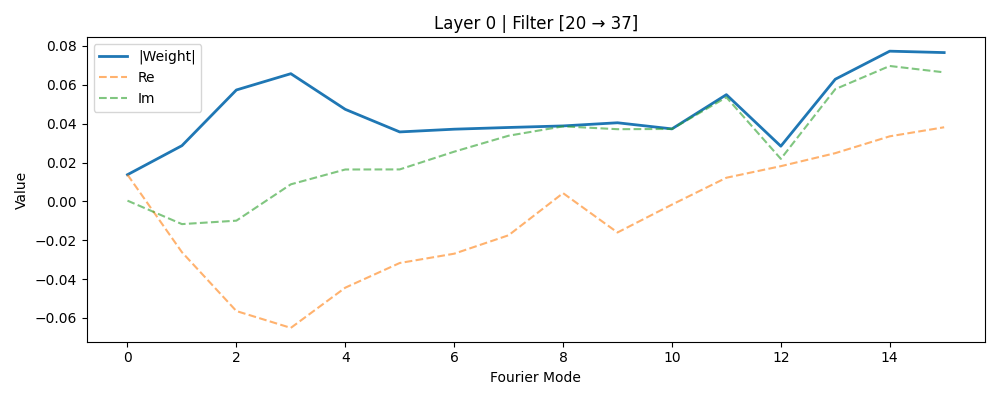 Layer 0 | Filter [20 → 37]
|Weight|
Re
Im
0.08
0.06
0.04
0.02
0.00
−0.02
−0.04
−0.06
Value
0 2 4 6 8 10 12 14
Fourier Mode